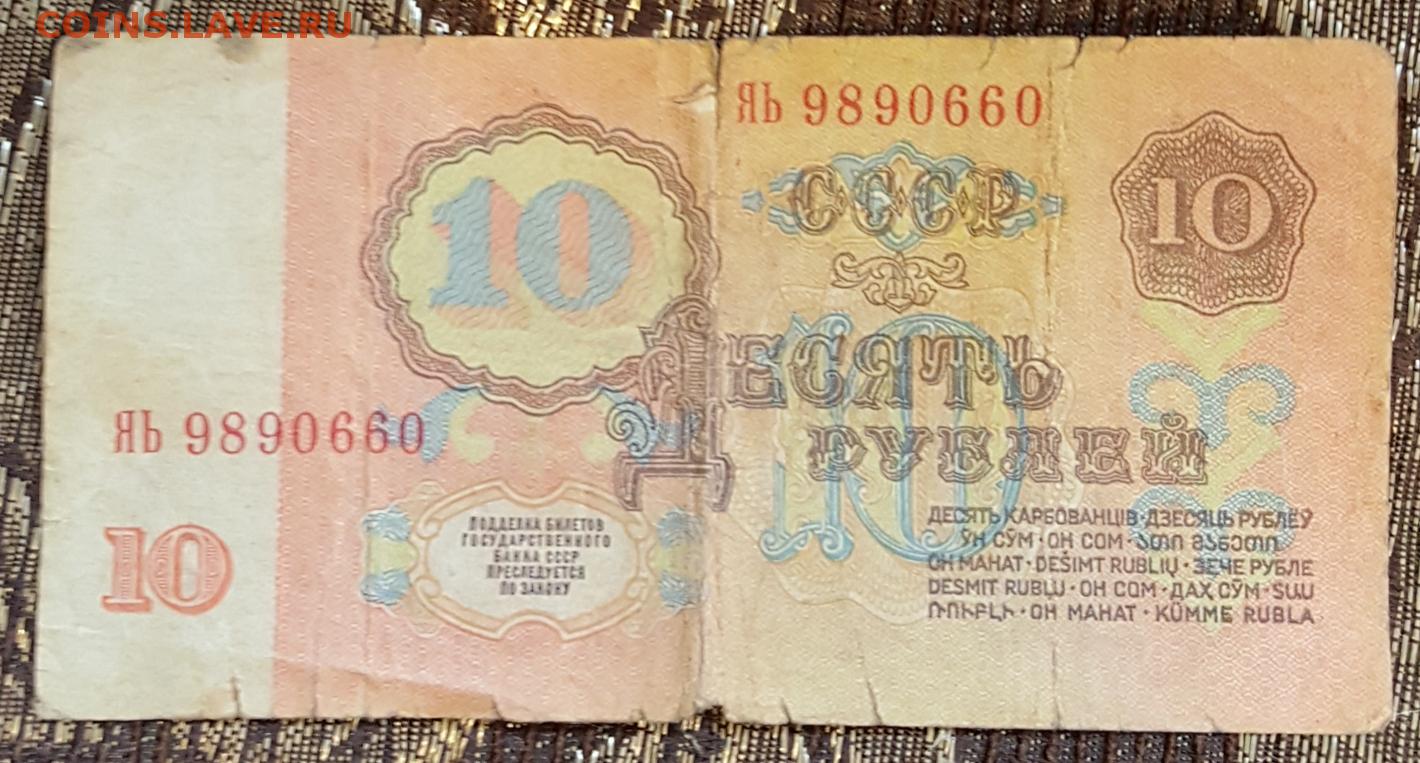 COINS.LAVE.RU
ЯЬ 9890660
10
СССР
10
10
ДЕСЯТЬ
РУБЛЕЙ
ЯЬ 9890660
10
ПОДДЕЛКА БИЛЕТОВ
ГОСУДАРСТВЕННОГО
БАНКА СССР
ПРЕСЛЕДУЕТСЯ
ПО ЗАКОНУ
ДЕСЯТЬ КАРБОВАНЦІВ · ДЗЕСЯЦЬ РУБЛЁЎ
ЎН СЎМ · ОН СОМ · ათი მანეთი
ОН МАНАТ · DEŠIMT RUBLIŲ · ЗЕЧЕ РУБЛЕ
DESMIT RUBĻU · ОН СОМ · ДАҲ СӮМ · ՏԱՍ
ՌՈՒԲԼԻ · ОН МАНАТ · KÜMME RUBLA